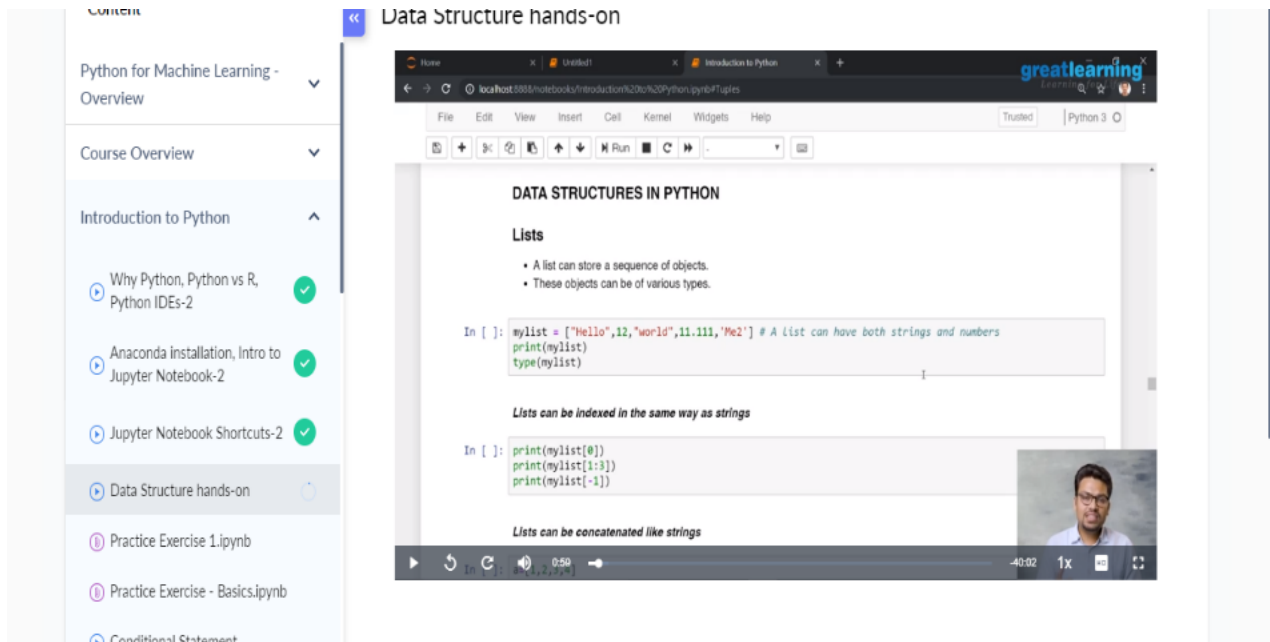 Content
Python for Machine Learning -
Overview
Course Overview
Introduction to Python
Why Python, Python vs R,
Python IDEs-2
Anaconda installation, Intro to
Jupyter Notebook-2
Jupyter Notebook Shortcuts-2
Data Structure hands-on
Practice Exercise 1.ipynb
Practice Exercise - Basics.ipynb
Conditional Statement
Data Structure hands-on
Home
Untitled1
Introduction to Python
greatlearning
localhost:8888/notebooks/Introduction%20to%20Python.ipynb#Tuples
File Edit View Insert Cell Kernel Widgets Help
Trusted
Python 3
Run
DATA STRUCTURES IN PYTHON
Lists
• A list can store a sequence of objects.
• These objects can be of various types.
In [ ]: mylist = ["Hello",12,"world",11.111,'Me2'] # A list can have both strings and numbers
print(mylist)
type(mylist)
Lists can be indexed in the same way as strings
In [ ]: print(mylist[0])
print(mylist[1:3])
print(mylist[-1])
Lists can be concatenated like strings
In [ ]:
0:59
-40:02
1x